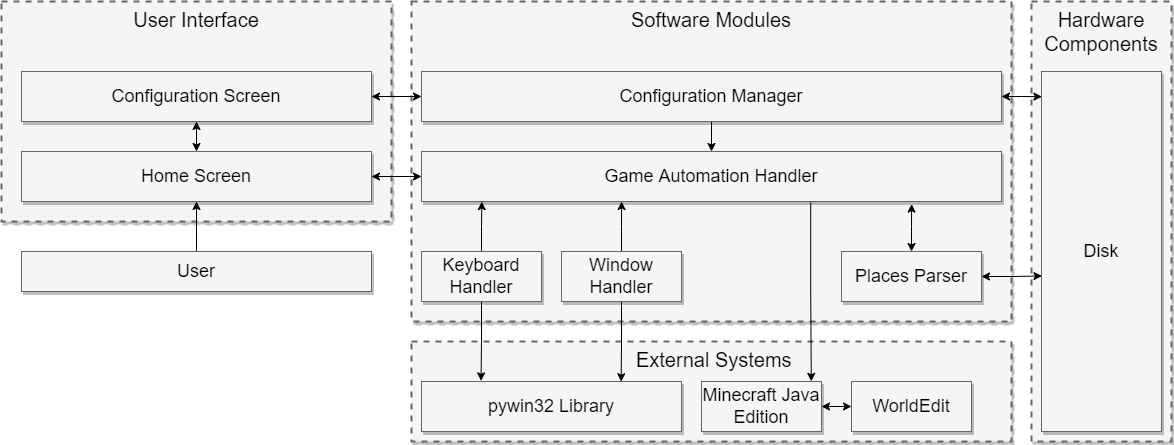 User Interface
Configuration Screen
Home Screen
User
Software Modules
Configuration Manager
Game Automation Handler
Keyboard
Handler
Window
Handler
Places Parser
External Systems
pywin32 Library
Minecraft Java
Edition
WorldEdit
Hardware
Components
Disk